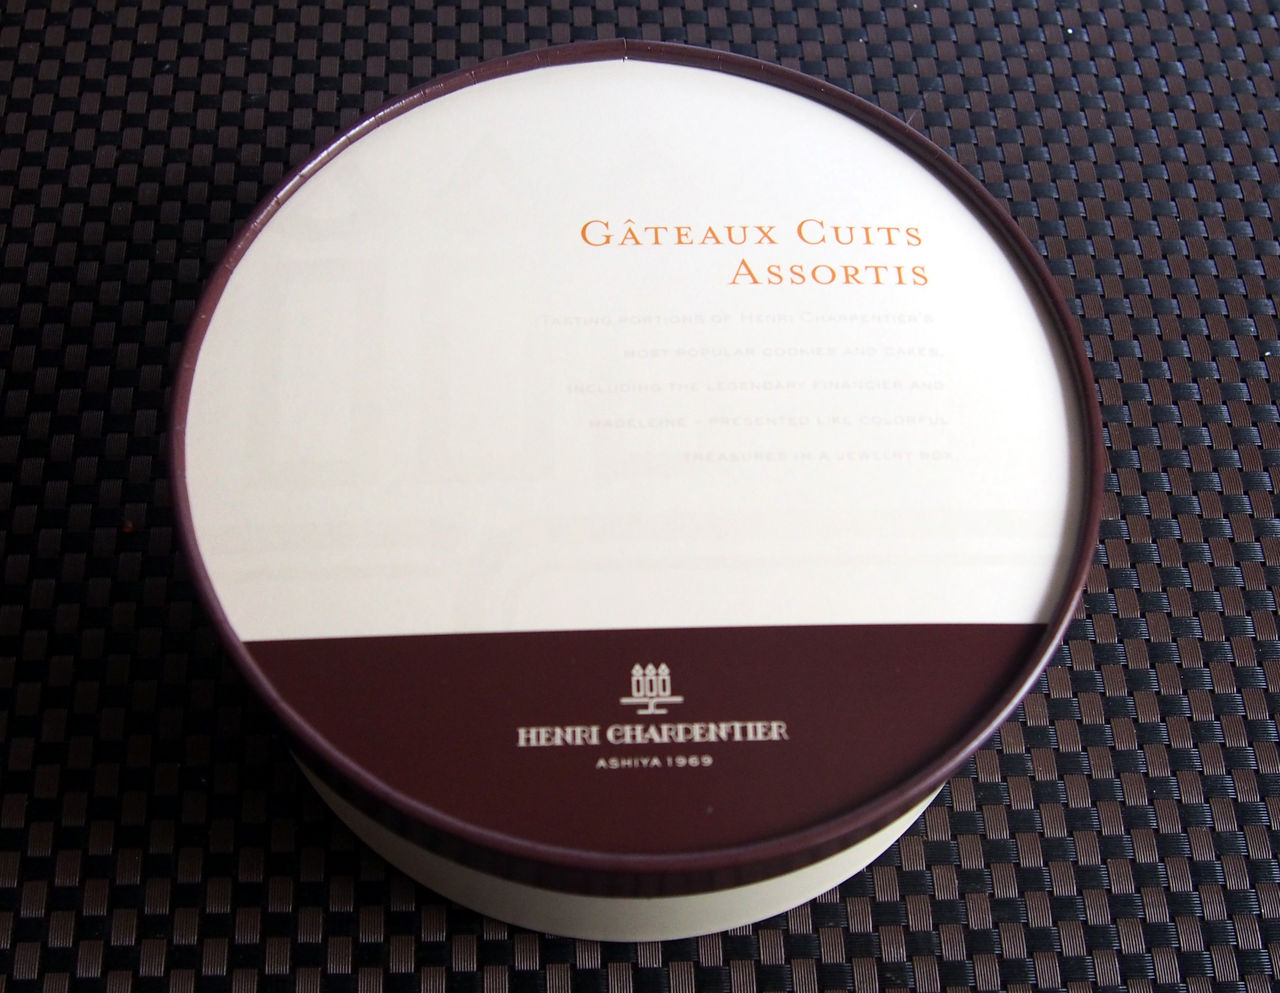 GÂTEAUX CUITS
ASSORTIS
TASTING PORTIONS OF HENRI CHARPENTIER'S
MOST POPULAR COOKIES AND CAKES,
INCLUDING THE LEGENDARY FINANCIER AND
MADELEINE – PRESENTED LIKE COLORFUL
TREASURES IN A JEWELRY BOX
HENRI CHARPENTIER
ASHIYA 1969